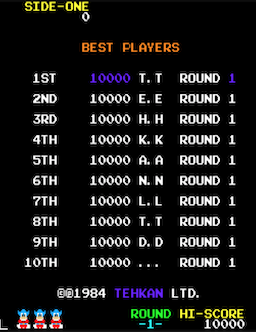 SIDE-ONE
0
BEST PLAYERS
1ST 10000 T.T ROUND 1
2ND 10000 E.E ROUND 1
3RD 10000 H.H ROUND 1
4TH 10000 K.K ROUND 1
5TH 10000 A.A ROUND 1
6TH 10000 N.N ROUND 1
7TH 10000 L.L ROUND 1
8TH 10000 T.T ROUND 1
9TH 10000 D.D ROUND 1
10TH 10000 ... ROUND 1
©@1984 TEHKAN LTD.
ROUND HI-SCORE
L -1- 10000